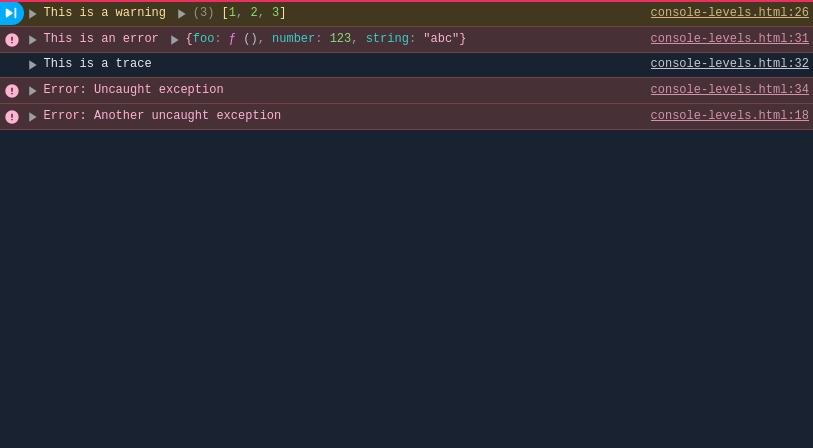 This is a warning (3) [1, 2, 3] console-levels.html:26
This is an error {foo: ƒ (), number: 123, string: "abc"} console-levels.html:31
This is a trace console-levels.html:32
Error: Uncaught exception console-levels.html:34
Error: Another uncaught exception console-levels.html:18